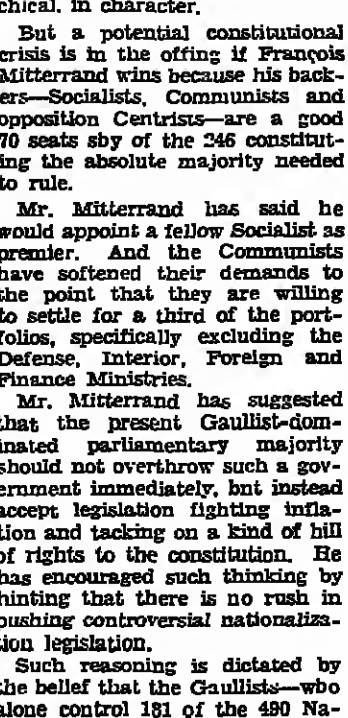 chical, in character.
But a potential constitutional
crisis is in the offing if François
Mitterrand wins because his back-
ers—Socialists, Communists and
opposition Centrists—are a good
70 seats sby of the 246 constitut-
ing the absolute majority needed
to rule.
Mr. Mitterrand has said he
would appoint a fellow Socialist as
premier. And the Communists
have softened their demands to
the point that they are willing
to settle for a third of the port-
folios, specifically excluding the
Defense, Interior, Foreign and
Finance Ministries.
Mr. Mitterrand has suggested
that the present Gaullist-dom-
inated parliamentary majority
should not overthrow such a gov-
ernment immediately, bnt instead
accept legislation fighting infla-
tion and tacking on a kind of hill
of rights to the constitution. He
has encouraged such thinking by
hinting that there is no rush in
pushing controversial nationaliza-
tion legislation.
Such reasoning is dictated by
the belief that the Gaullists—wbo
alone control 181 of the 490 Na-